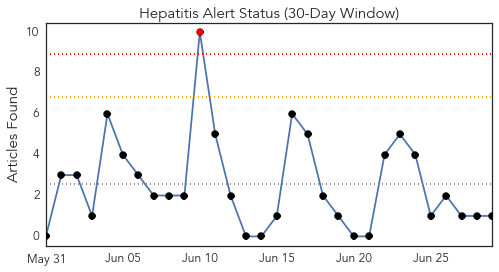 Hepatitis Alert Status (30-Day Window)
Articles Found
10
8
6
4
2
0
May 31 Jun 05 Jun 10 Jun 15 Jun 20 Jun 25